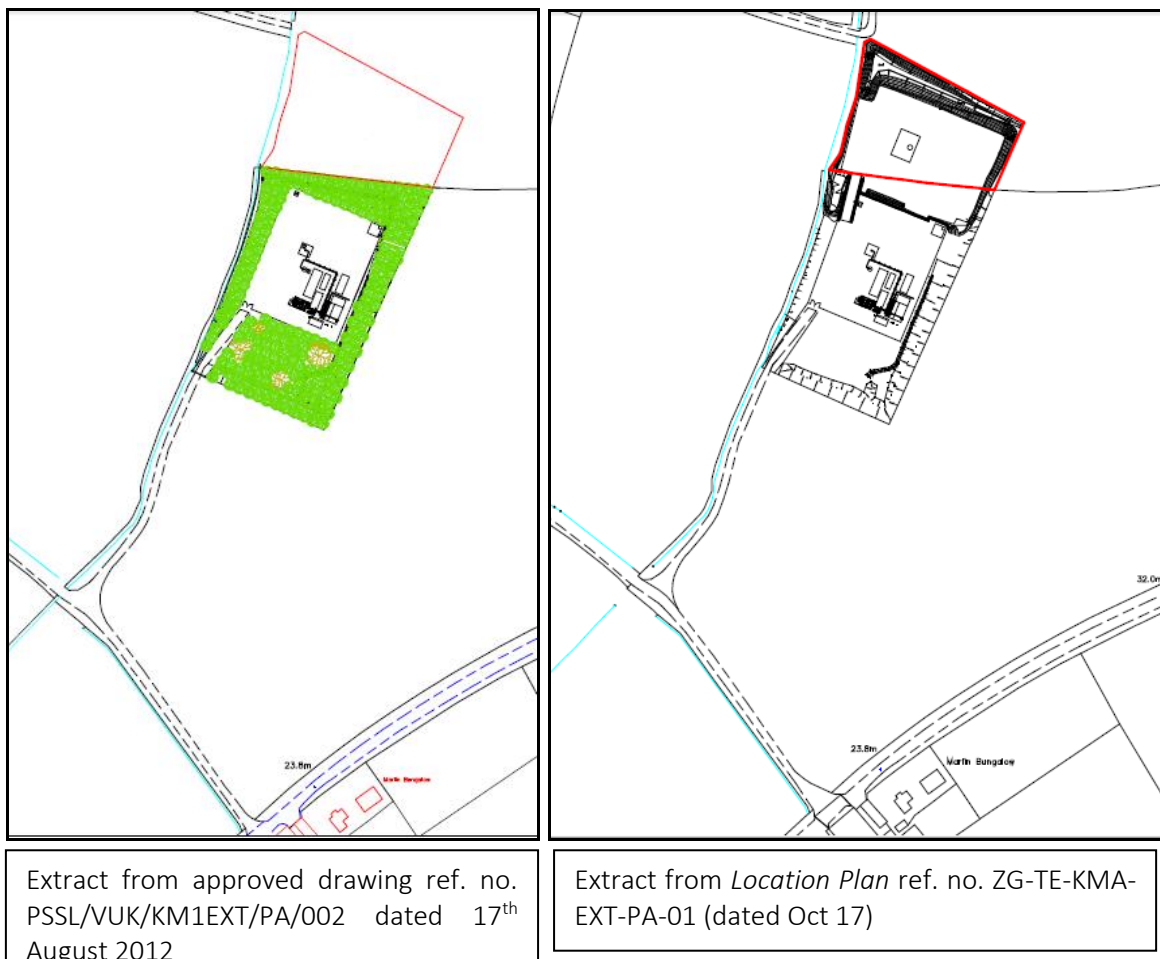 23.8m
Martin Bungalow
32.0m
23.8m
Martin Bungalow
Extract from approved drawing ref. no.
PSSL/VUK/KM1EXT/PA/002 dated 17th
August 2012
Extract from Location Plan ref. no. ZG-TE-KMA-
EXT-PA-01 (dated Oct 17)